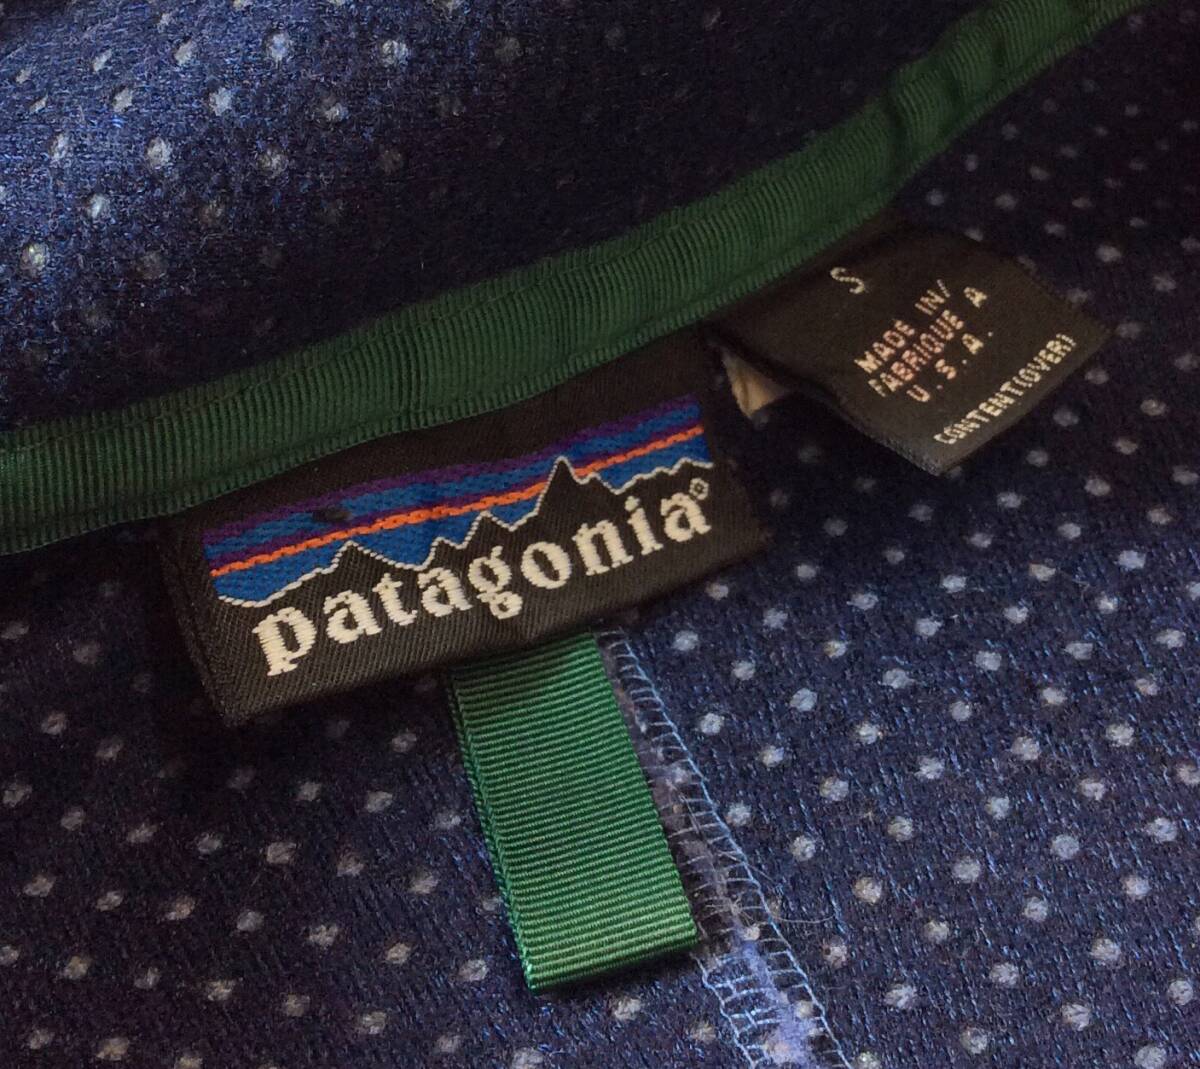 patagonia®
S
MADE IN/
FABRIQUE A
U.S.A.
CONTENT(OVER)